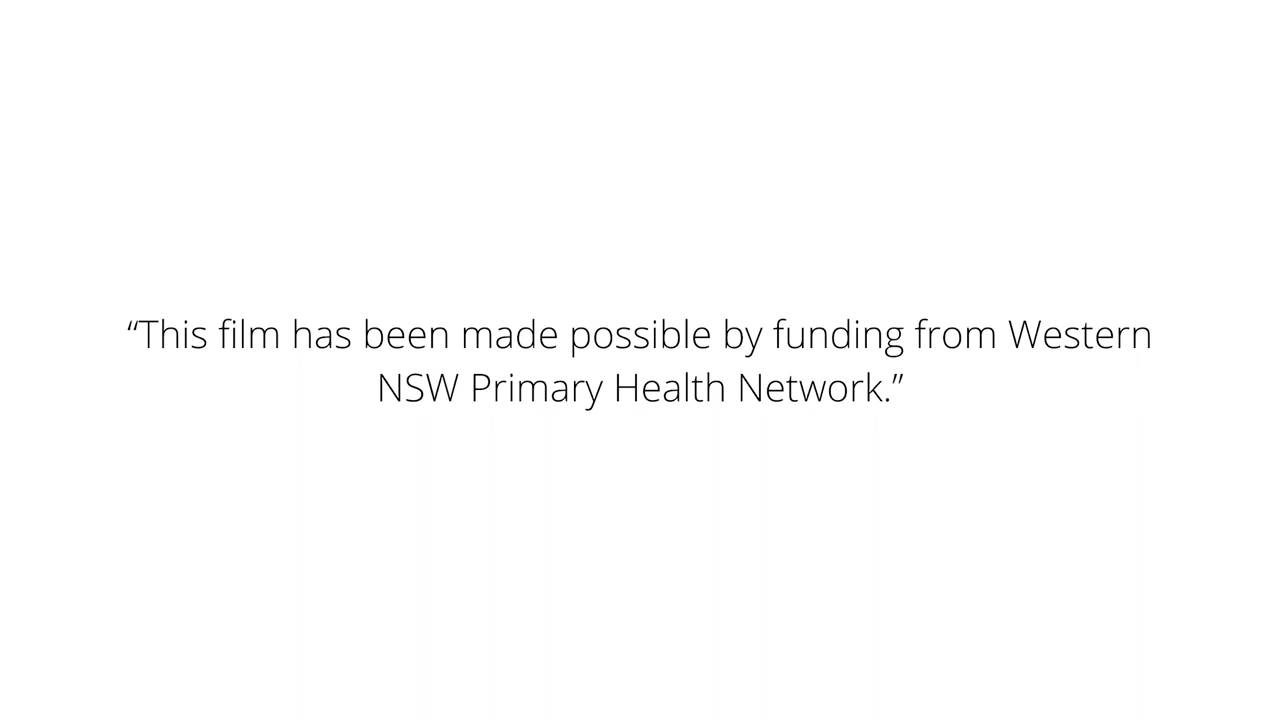 “This film has been made possible by funding from Western
NSW Primary Health Network.”